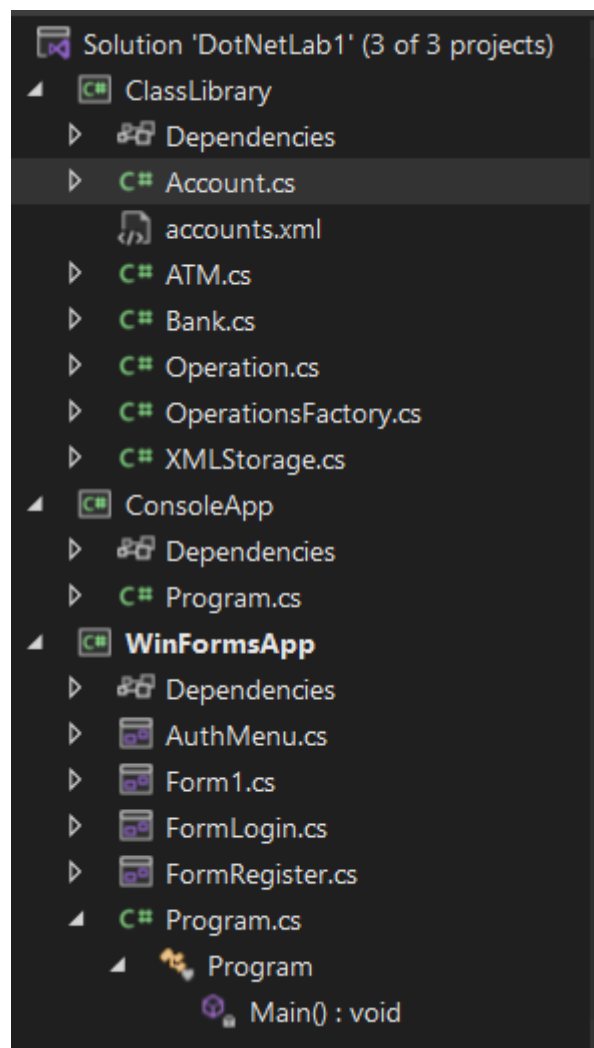 Solution 'DotNetLab1' (3 of 3 projects)
C# ClassLibrary
Dependencies
C# Account.cs
accounts.xml
C# ATM.cs
C# Bank.cs
C# Operation.cs
C# OperationsFactory.cs
C# XMLStorage.cs
C# ConsoleApp
Dependencies
C# Program.cs
C# WinFormsApp
Dependencies
AuthMenu.cs
Form1.cs
FormLogin.cs
FormRegister.cs
C# Program.cs
Program
Main() : void